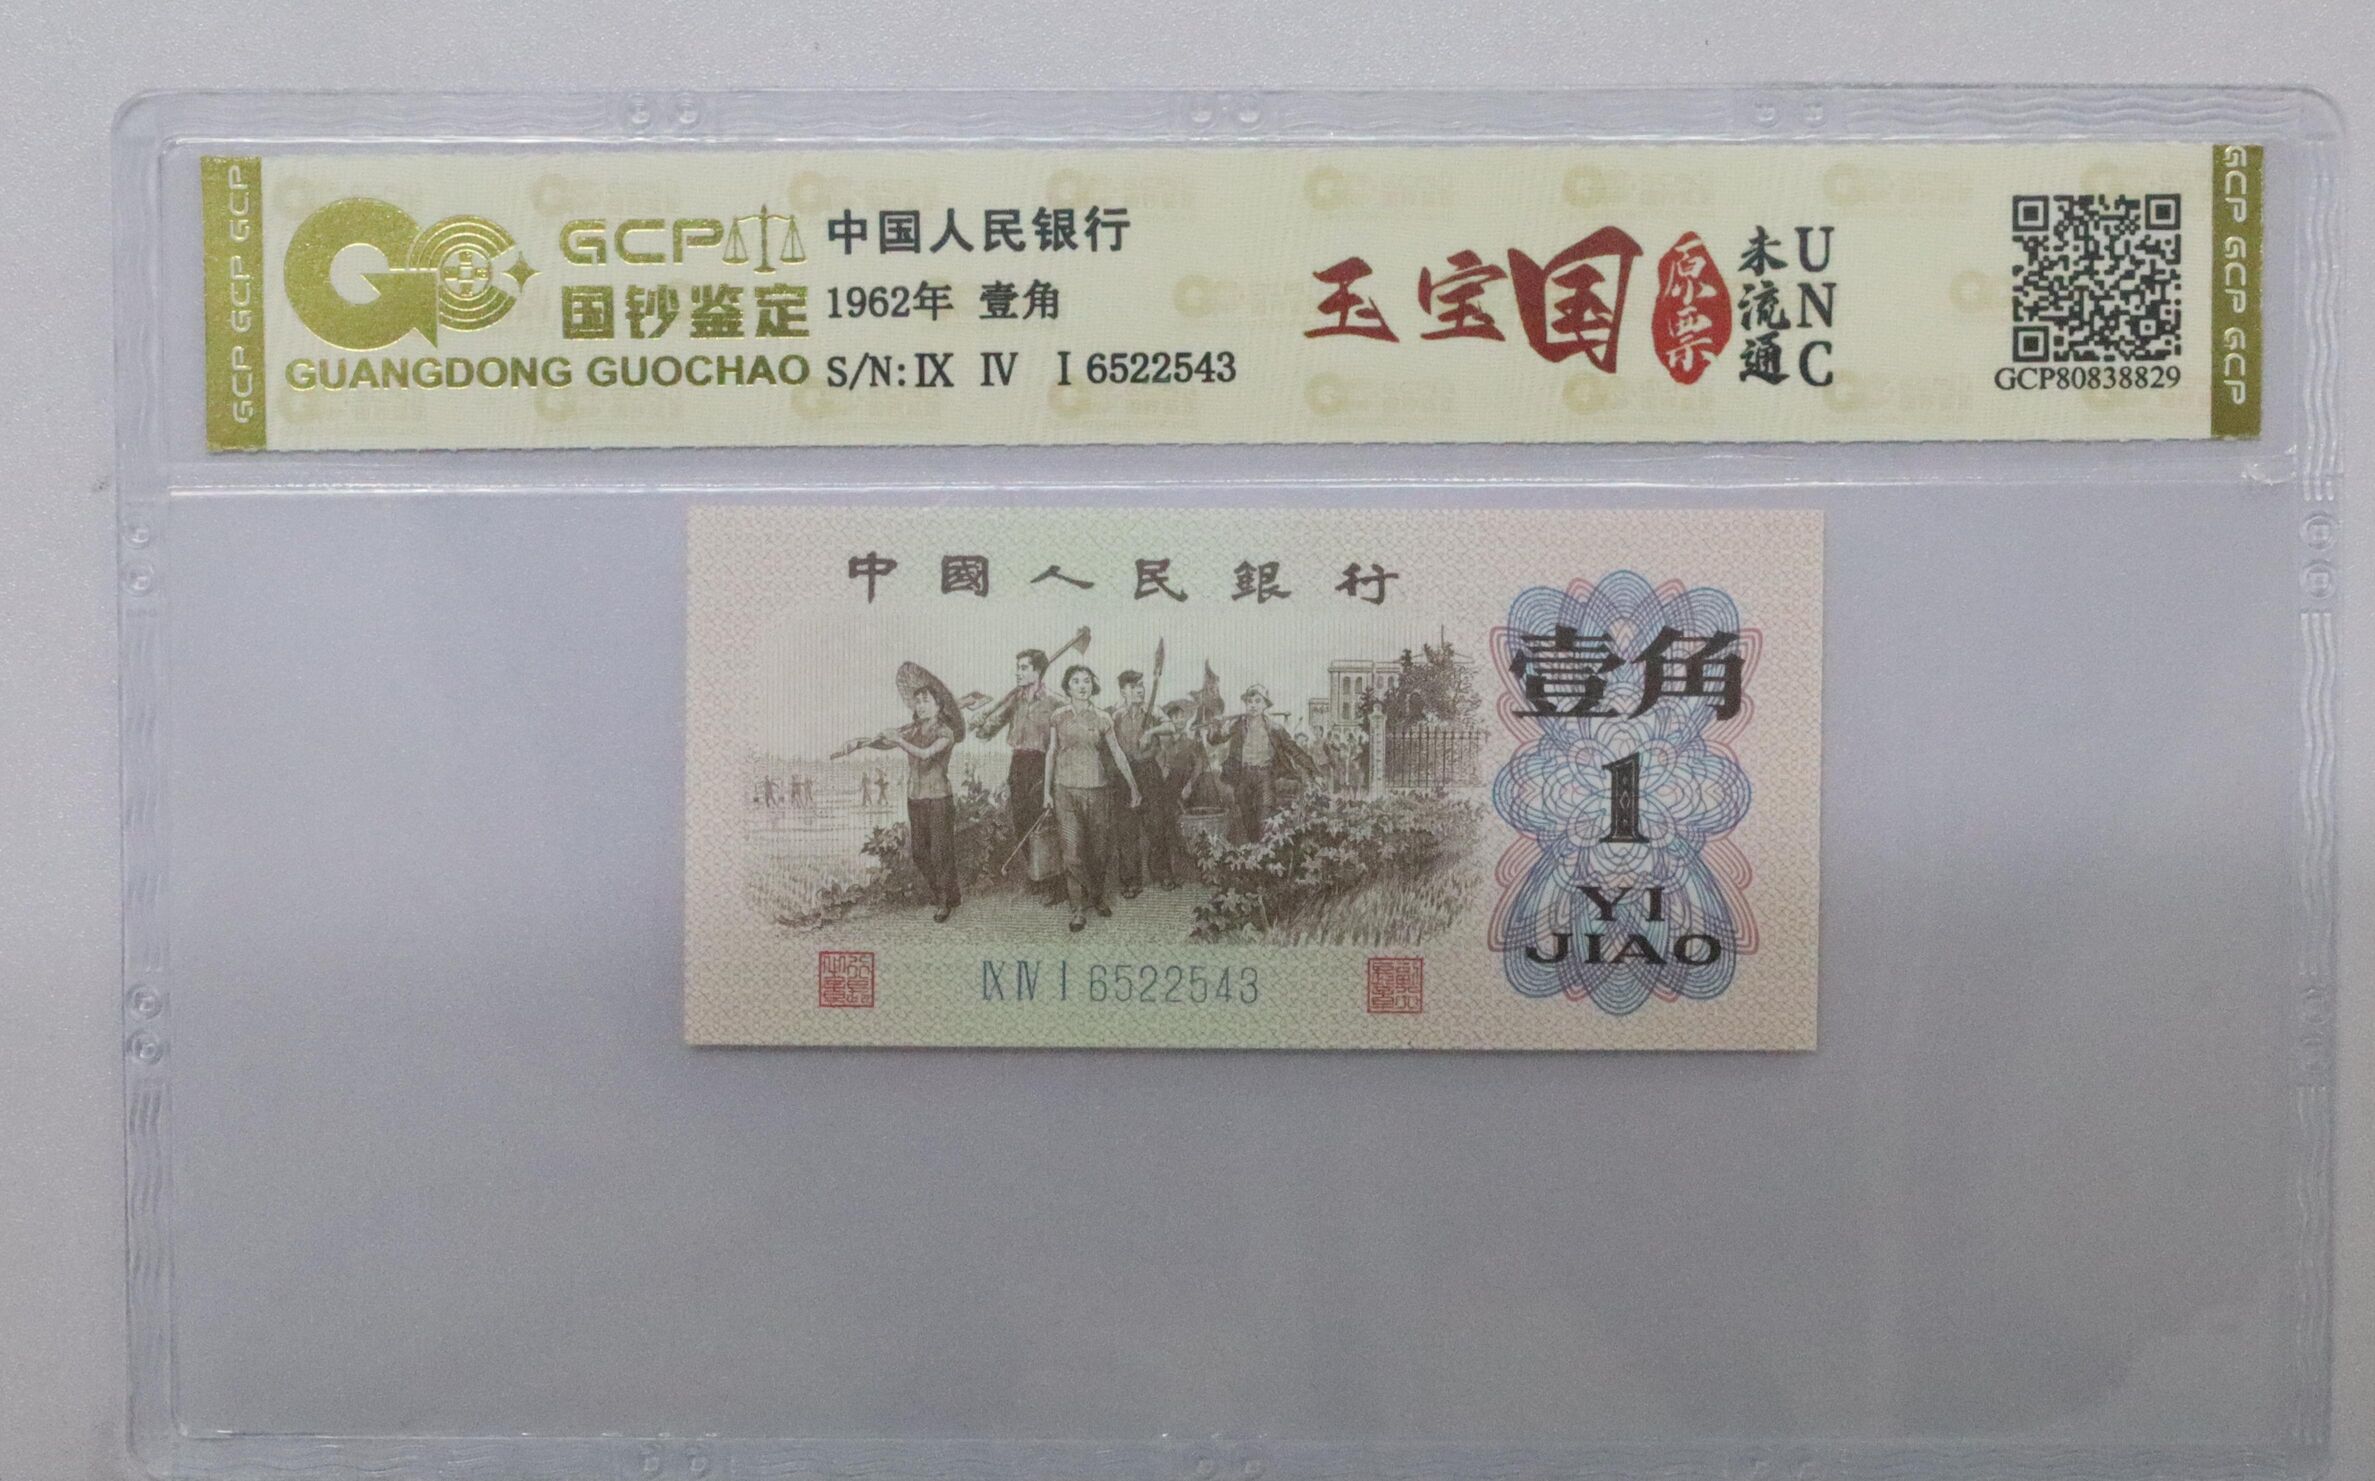 GCP GCP GCP
GCP
国钞鉴定
GUANGDONG GUOCHAO
中国人民银行
1962年 壹角
S/N: IX IV I 6522543
玉宝国
原票
未流通
UNC
GCP80838829
GCP GCP GCP
中國人民銀行
壹角
1
YI
JIAO
IX IV I 6522543